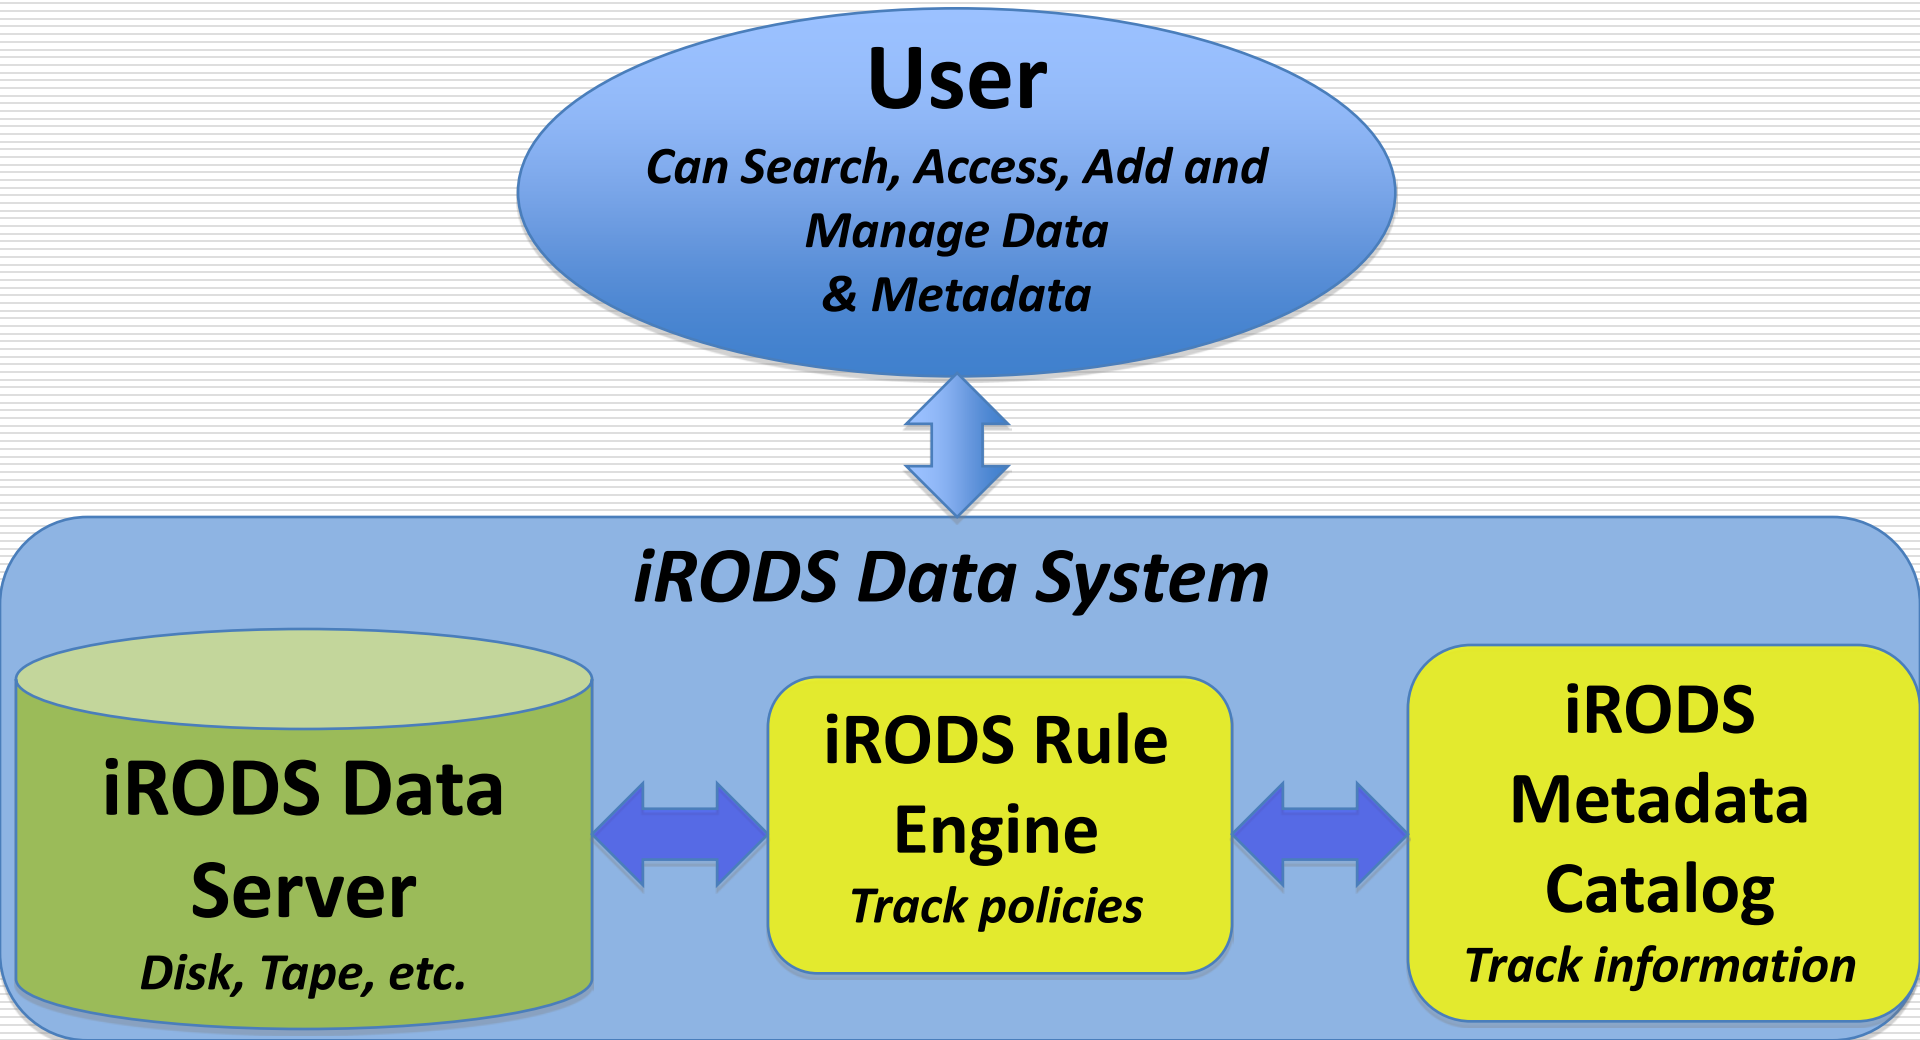 User
Can Search, Access, Add and
Manage Data
& Metadata
iRODS Data System
iRODS Data
Server
Disk, Tape, etc.
iRODS Rule
Engine
Track policies
iRODS
Metadata
Catalog
Track information